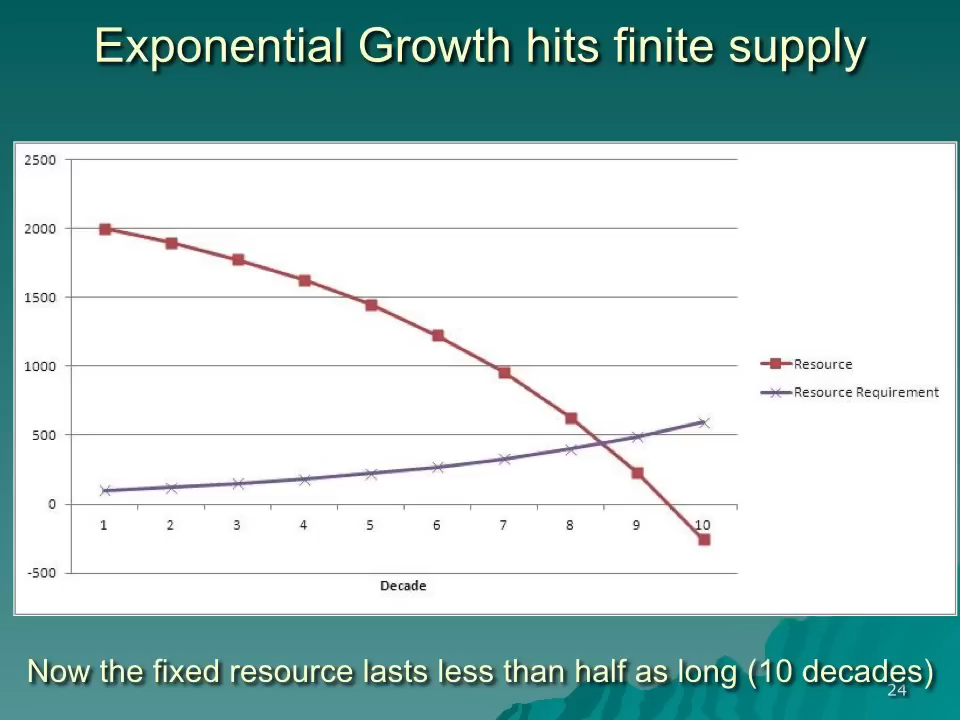 Exponential Growth hits finite supply
2500
2000
1500
1000
500
0
-500
1 2 3 4 5 6 7 8 9 10
Decade
Resource
Resource Requirement
Now the fixed resource lasts less than half as long (10 decades)
24